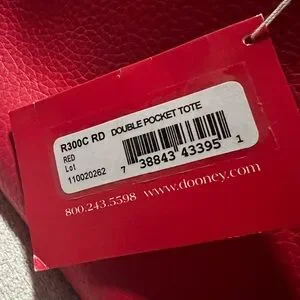 R300C RD DOUBLE POCKET TOTE
RED
Lot
110020262
7 38843 43395 1
800.243.5598 www.dooney.com